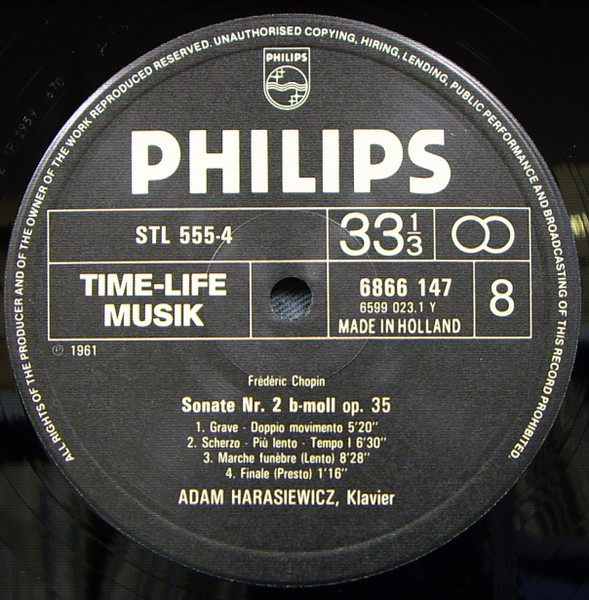 ALL RIGHTS OF THE PRODUCER AND OF THE OWNER OF THE WORK REPRODUCED RESERVED. UNAUTHORISED COPYING, HIRING, LENDING, PUBLIC PERFORMANCE AND BROADCASTING OF THIS RECORD PROHIBITED.
PHILIPS
PHILIPS
STL 555-4
33 1/3
TIME-LIFE
MUSIK
6866 147
6599 023.1 Y
MADE IN HOLLAND
8
℗ 1961
Frédéric Chopin
Sonate Nr. 2 b-moll op. 35
1. Grave · Doppio movimento 5'20''
2. Scherzo · Più lento · Tempo I 6'30''
3. Marche funèbre (Lento) 8'28''
4. Finale (Presto) 1'16''
ADAM HARASIEWICZ, Klavier